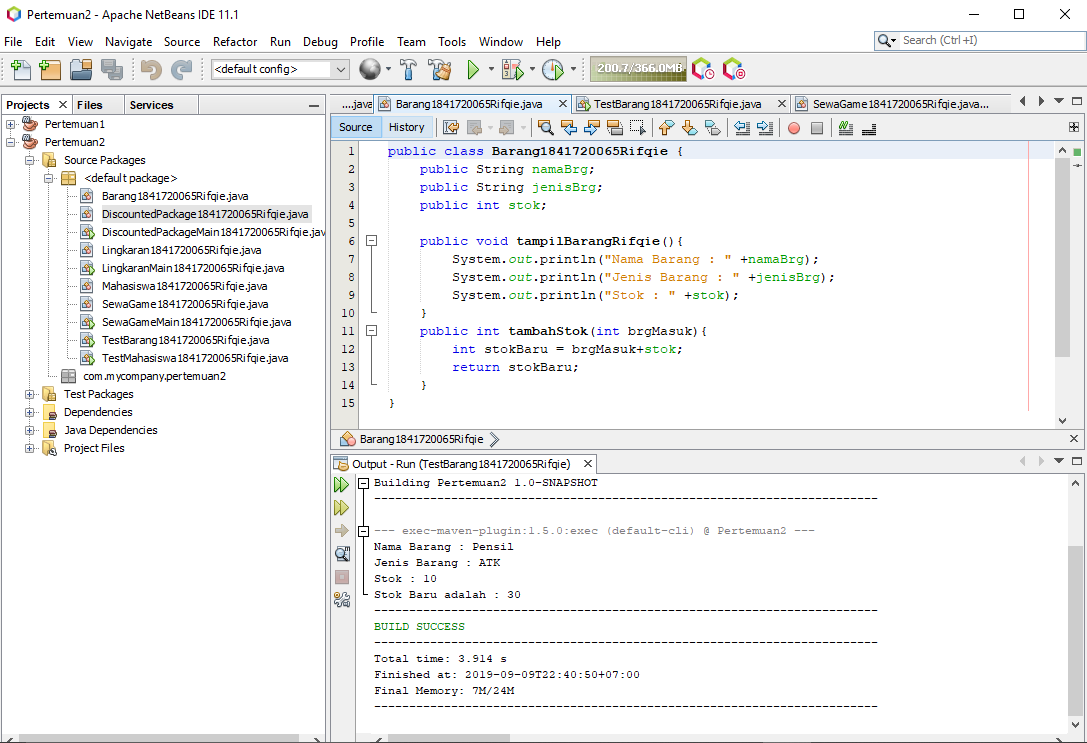 Pertemuan2 - Apache NetBeans IDE 11.1
File Edit View Navigate Source Refactor Run Debug Profile Team Tools Window Help
Search (Ctrl+I)
<default config>
200.7/366.0MB
Projects Files Services
Pertemuan1
Pertemuan2
Source Packages
<default package>
Barang1841720065Rifqie.java
DiscountedPackage1841720065Rifqie.java
DiscountedPackageMain1841720065Rifqie.jav
Lingkaran1841720065Rifqie.java
LingkaranMain1841720065Rifqie.java
Mahasiswa1841720065Rifqie.java
SewaGame1841720065Rifqie.java
SewaGameMain1841720065Rifqie.java
TestBarang1841720065Rifqie.java
TestMahasiswa1841720065Rifqie.java
com.mycompany.pertemuan2
Test Packages
Dependencies
Java Dependencies
Project Files
...java Barang1841720065Rifqie.java TestBarang1841720065Rifqie.java SewaGame1841720065Rifqie.java...
Source History
1 public class Barang1841720065Rifqie {
2 public String namaBrg;
3 public String jenisBrg;
4 public int stok;
5
6 public void tampilBarangRifqie(){
7 System.out.println("Nama Barang : " +namaBrg);
8 System.out.println("Jenis Barang : " +jenisBrg);
9 System.out.println("Stok : " +stok);
10 }
11 public int tambahStok(int brgMasuk){
12 int stokBaru = brgMasuk+stok;
13 return stokBaru;
14 }
15 }
Barang1841720065Rifqie
Output - Run (TestBarang1841720065Rifqie)
Building Pertemuan2 1.0-SNAPSHOT
------------------------------------------------------------------------
--- exec-maven-plugin:1.5.0:exec (default-cli) @ Pertemuan2 ---
Nama Barang : Pensil
Jenis Barang : ATK
Stok : 10
Stok Baru adalah : 30
------------------------------------------------------------------------
BUILD SUCCESS
------------------------------------------------------------------------
Total time: 3.914 s
Finished at: 2019-09-09T22:40:50+07:00
Final Memory: 7M/24M
------------------------------------------------------------------------